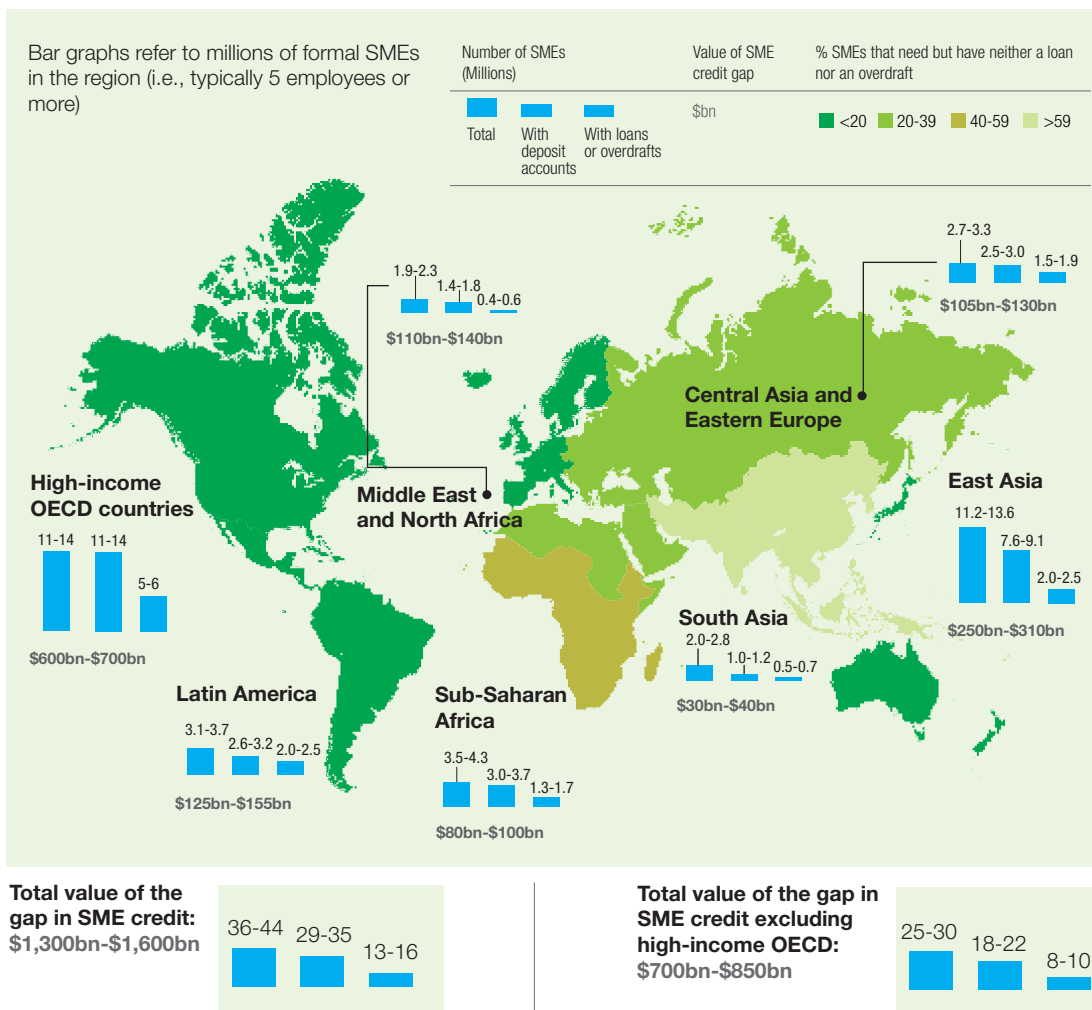 Bar graphs refer to millions of formal SMEs
in the region (i.e., typically 5 employees or
more)
Number of SMEs
(Millions)
Total
With
deposit
accounts
With loans
or overdrafts
Value of SME
credit gap
$bn
% SMEs that need but have neither a loan
nor an overdraft
<20 20-39 40-59 >59
1.9-2.3
1.4-1.8
0.4-0.6
$110bn-$140bn
2.7-3.3
2.5-3.0
1.5-1.9
$105bn-$130bn
Central Asia and
Eastern Europe
High-income
OECD countries
11-14
11-14
5-6
$600bn-$700bn
Middle East
and North Africa
East Asia
11.2-13.6
7.6-9.1
2.0-2.5
$250bn-$310bn
South Asia
2.0-2.8
1.0-1.2
0.5-0.7
$30bn-$40bn
Latin America
3.1-3.7
2.6-3.2
2.0-2.5
$125bn-$155bn
Sub-Saharan
Africa
3.5-4.3
3.0-3.7
1.3-1.7
$80bn-$100bn
Total value of the
gap in SME credit:
$1,300bn-$1,600bn
36-44
29-35
13-16
Total value of the gap in
SME credit excluding
high-income OECD:
$700bn-$850bn
25-30
18-22
8-10